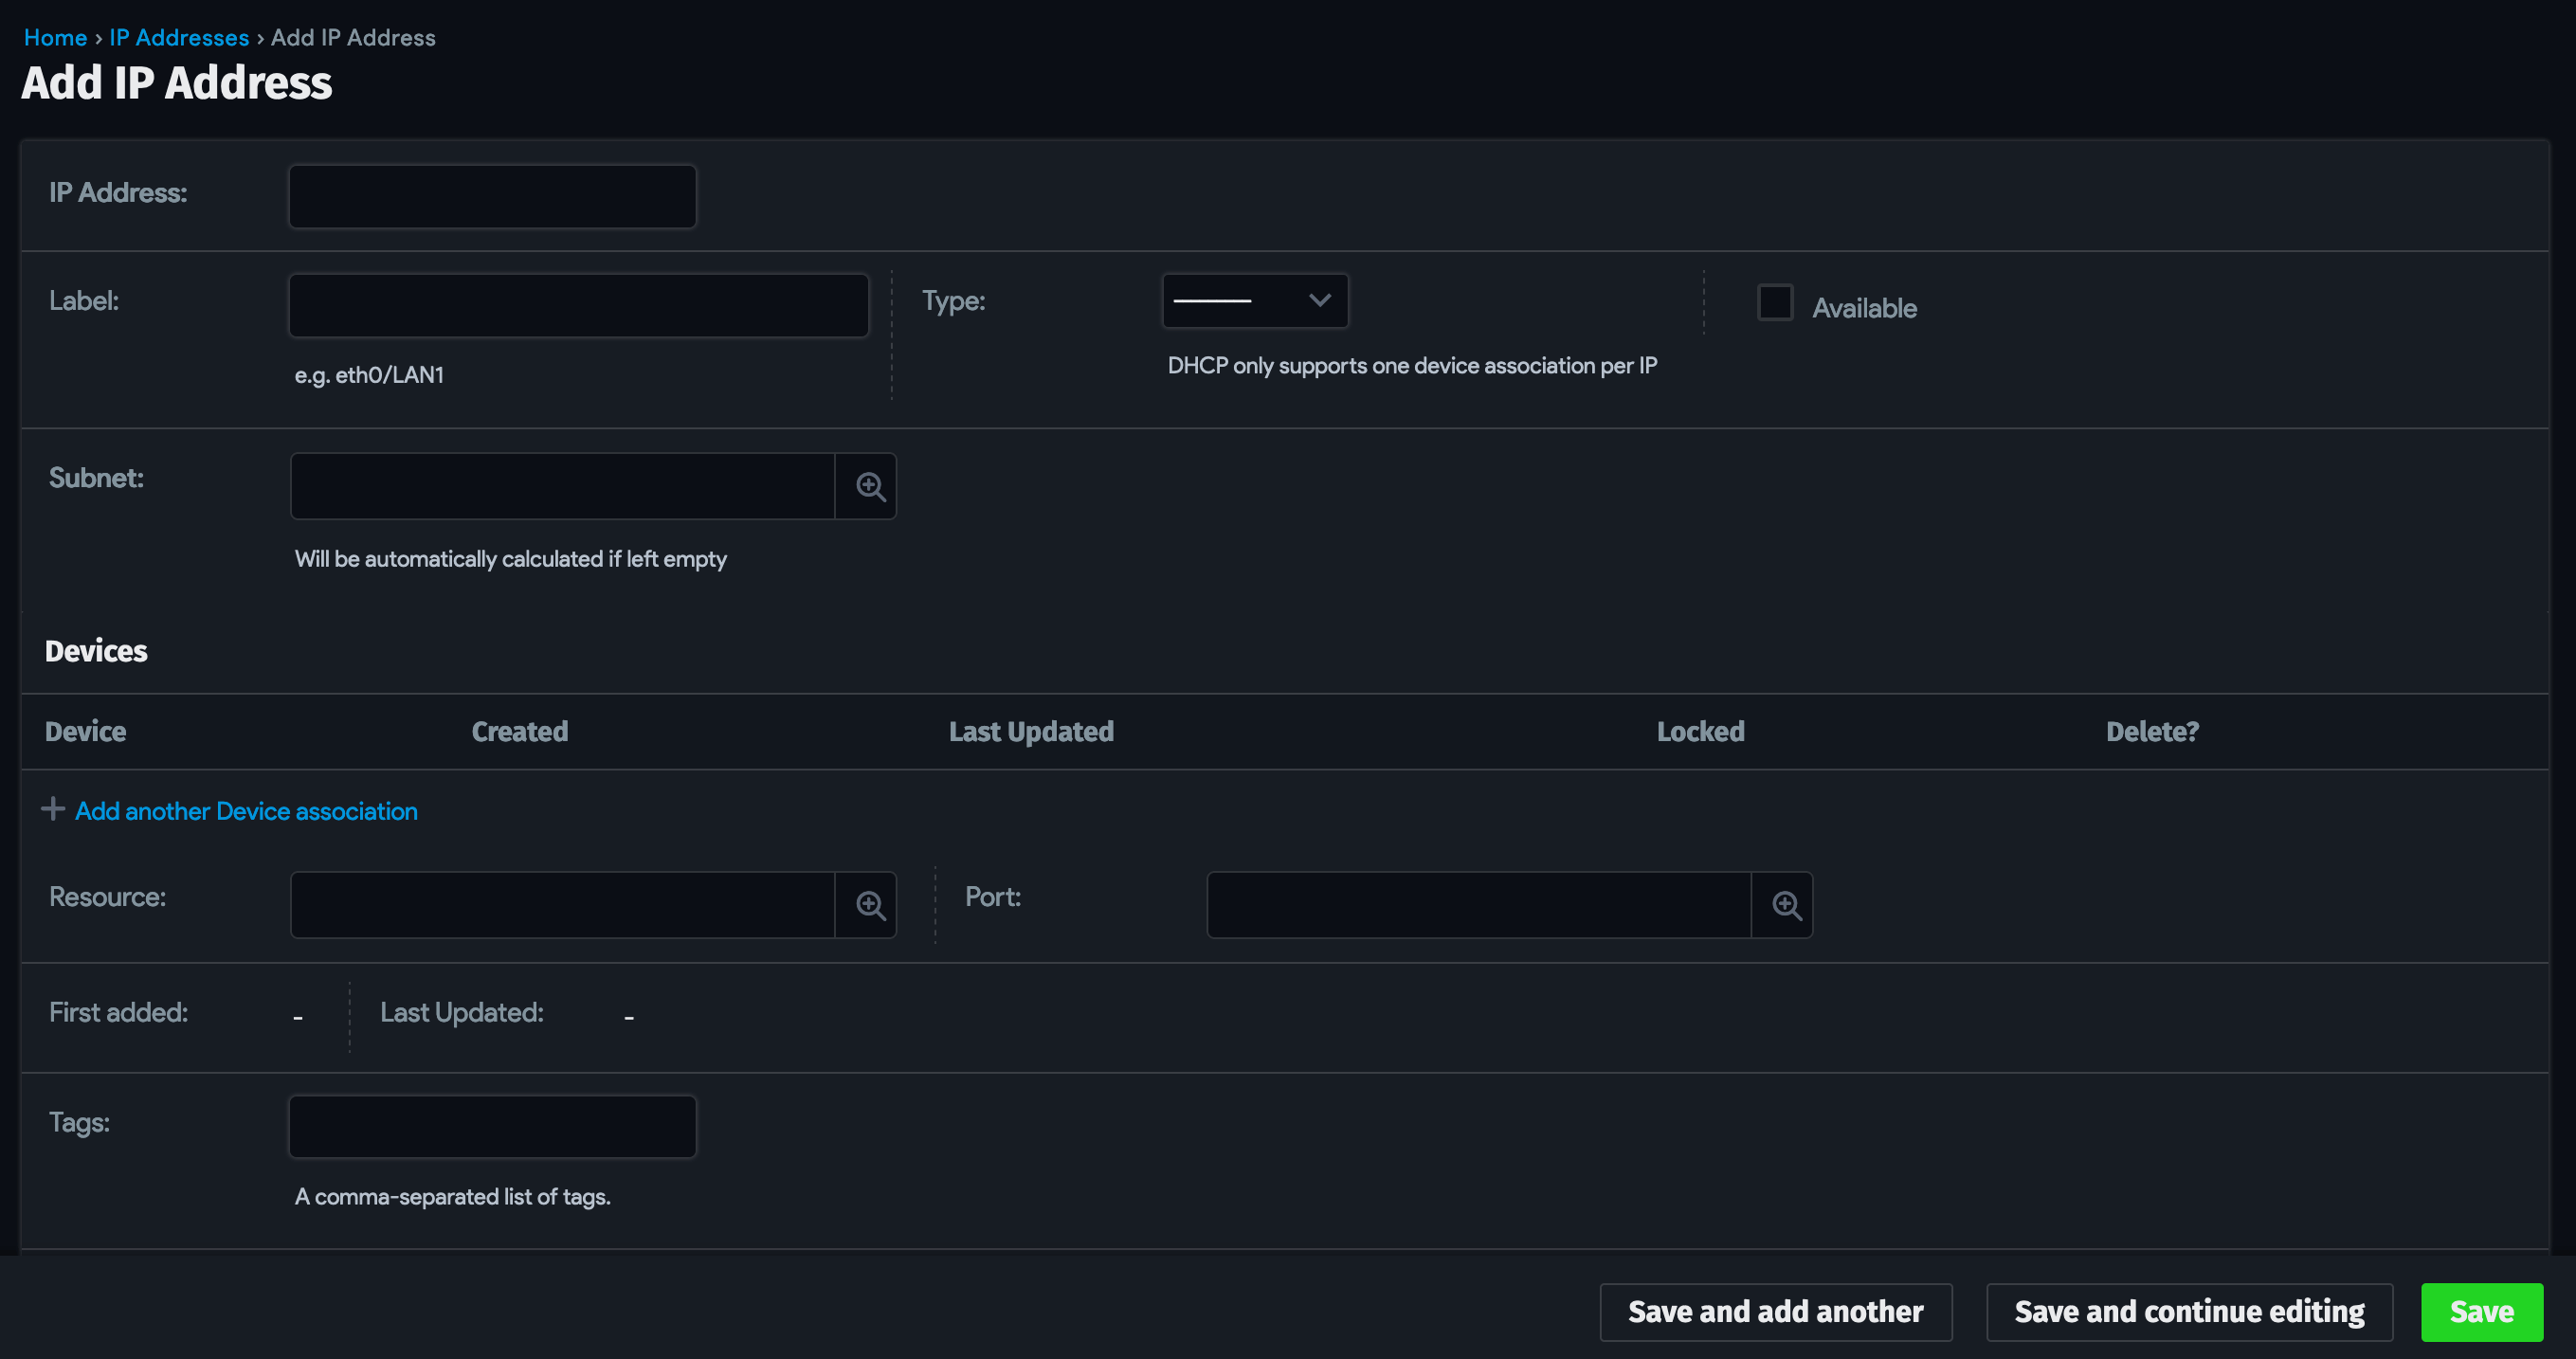 Home › IP Addresses › Add IP Address
Add IP Address
IP Address:
Label:
Type:
Available
e.g. eth0/LAN1
DHCP only supports one device association per IP
Subnet:
Will be automatically calculated if left empty
Devices
Device Created Last Updated Locked Delete?
Add another Device association
Resource:
Port:
First added: -
Last Updated: -
Tags:
A comma-separated list of tags.
Save and add another
Save and continue editing
Save